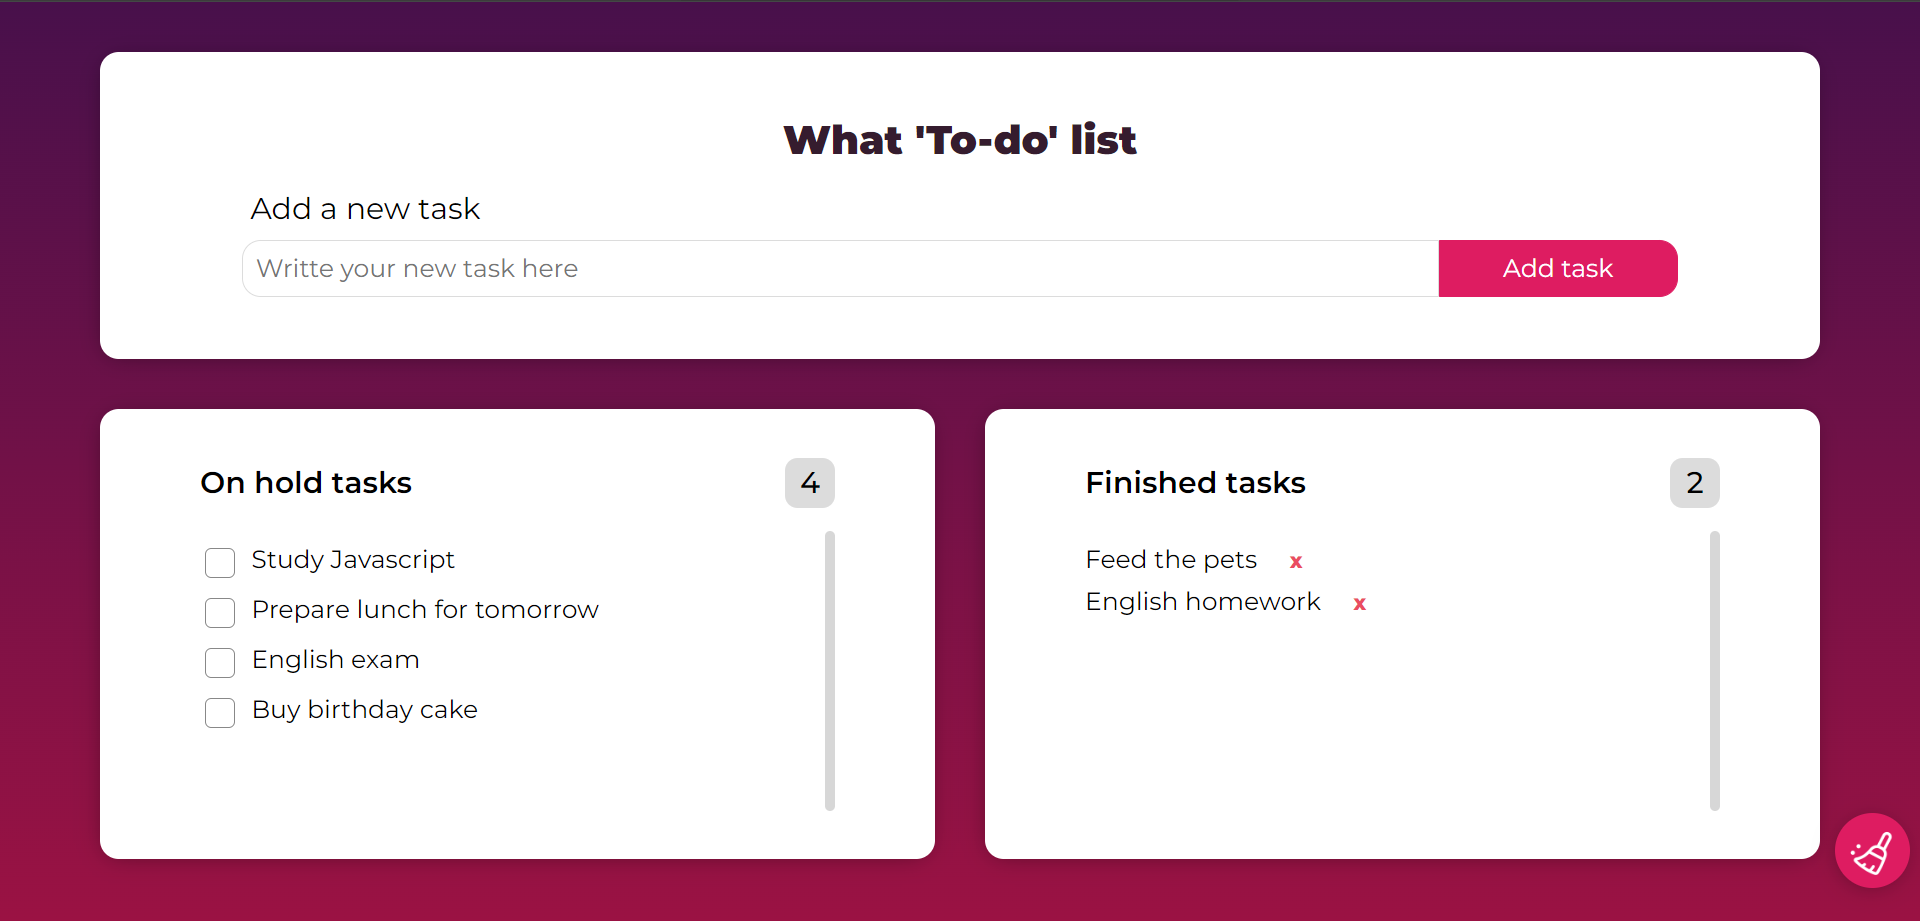 What 'To-do' list
Add a new task
Writte your new task here
Add task
On hold tasks
4
Study Javascript
Prepare lunch for tomorrow
English exam
Buy birthday cake
Finished tasks
2
Feed the pets x
English homework x